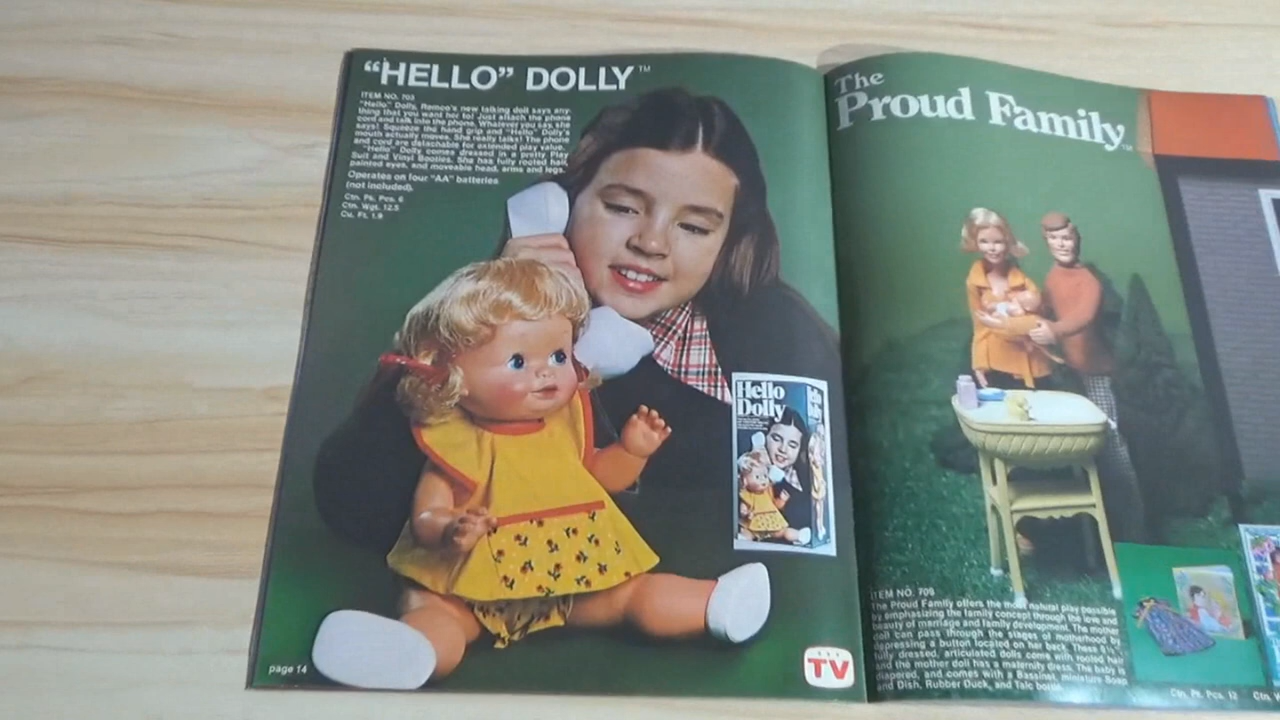 “HELLO” DOLLY™
ITEM NO. 703
“Hello” Dolly, Remco's new talking doll says any-
thing that you want her to! Just attach the phone
cord and talk into the phone. Whatever you say, she
says! Squeeze the hand grip and “Hello” Dolly's
mouth actually moves. She really talks! The phone
and cord are detachable for extended play value.
“Hello” Dolly comes dressed in a pretty Play
Suit and Vinyl Booties. She has fully rooted hair,
painted eyes, and moveable head, arms and legs.
Operates on four “AA” batteries
(not included).
Ctn. Pk. Pcs. 6
Ctn. Wgt. 12.5
Cu. Ft. 1.9
Hello
Dolly
page 14
TV
The
Proud Family™
ITEM NO. 709
The Proud Family offers the most natural play possible
by emphasizing the family concept through the love and
beauty of marriage and family development. The mother
doll can pass through the stages of motherhood by
depressing a button located on her back. These
fully dressed, articulated dolls come with rooted hair
and the mother doll has a maternity dress. The baby is
diapered, and comes with a Bassinet, miniature Soap
and Dish, Rubber Duck, and Talc bottle.
Ctn. Pk. Pcs. 12